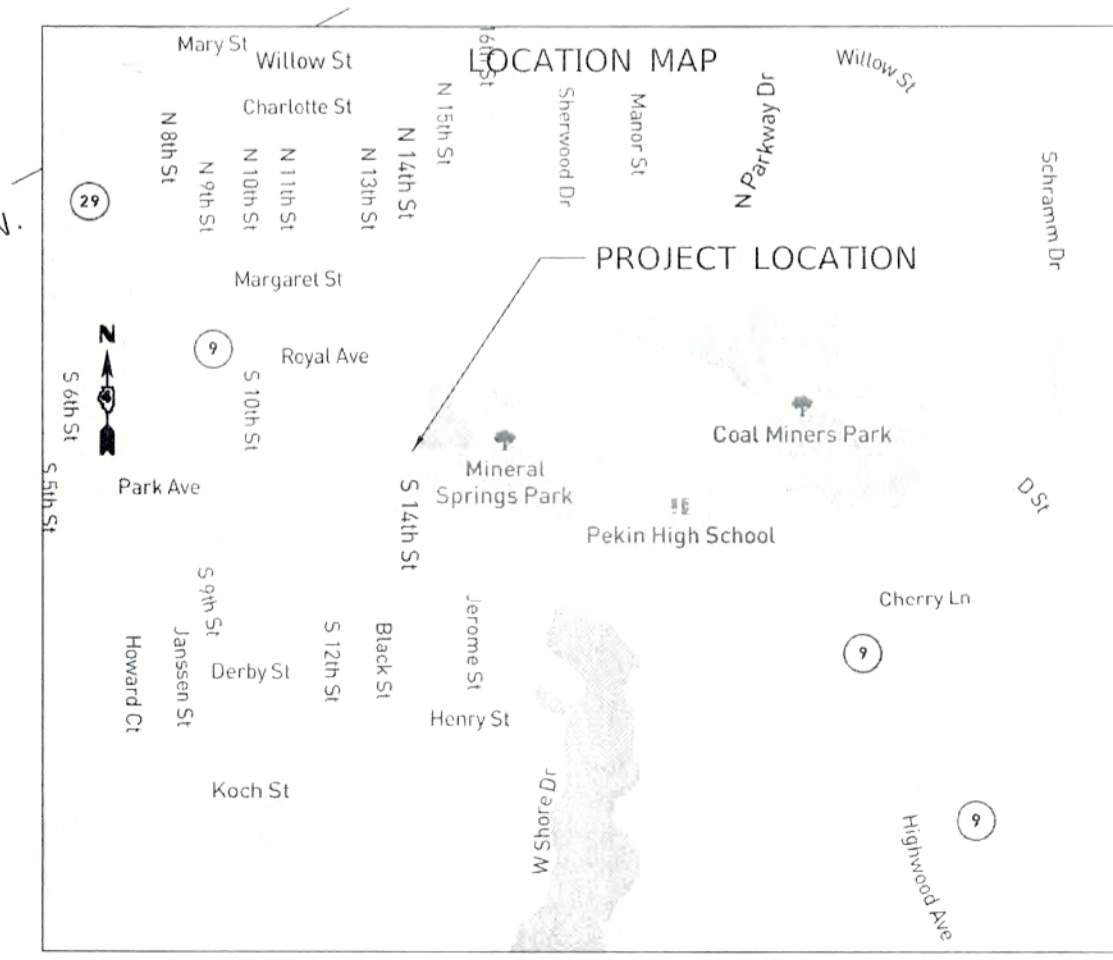 Mary St
Willow St
16th St
LOCATION MAP
Willow St
Charlotte St
N 8th St
N 9th St
N 10th St
N 11th St
N 13th St
N 14th St
N 15th St
Sherwood Dr
Manor St
N Parkway Dr
Schramm Dr
29
PROJECT LOCATION
Margaret St
N
9
Royal Ave
S 6th St
S 10th St
Coal Miners Park
Mineral
Springs Park
S 5th St
Park Ave
S 14th St
D St
Pekin High School
S 9th St
Cherry Ln
Howard Ct
Janssen St
Derby St
S 12th St
Black St
Jerome St
9
Henry St
Koch St
W Shore Dr
9
Highwood Ave